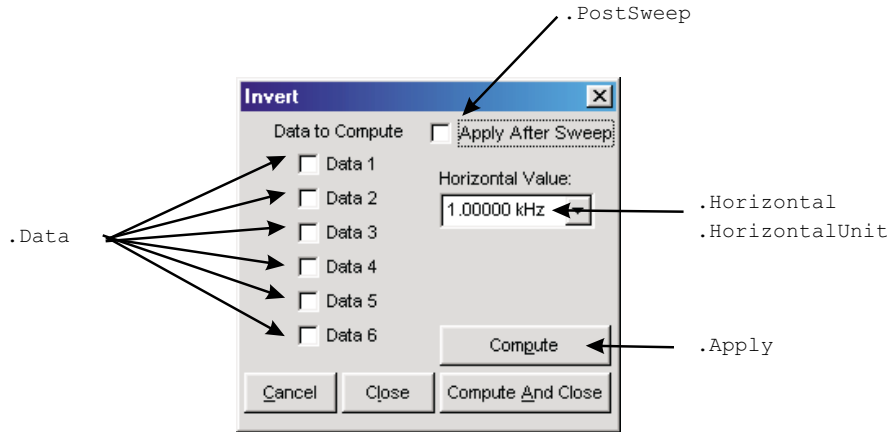 .PostSweep
Invert
Data to Compute
Apply After Sweep
Data 1
Data 2
Data 3
Data 4
Data 5
Data 6
Horizontal Value:
1.00000 kHz
.Data
.Horizontal
.HorizontalUnit
Compute
.Apply
Cancel
Close
Compute And Close